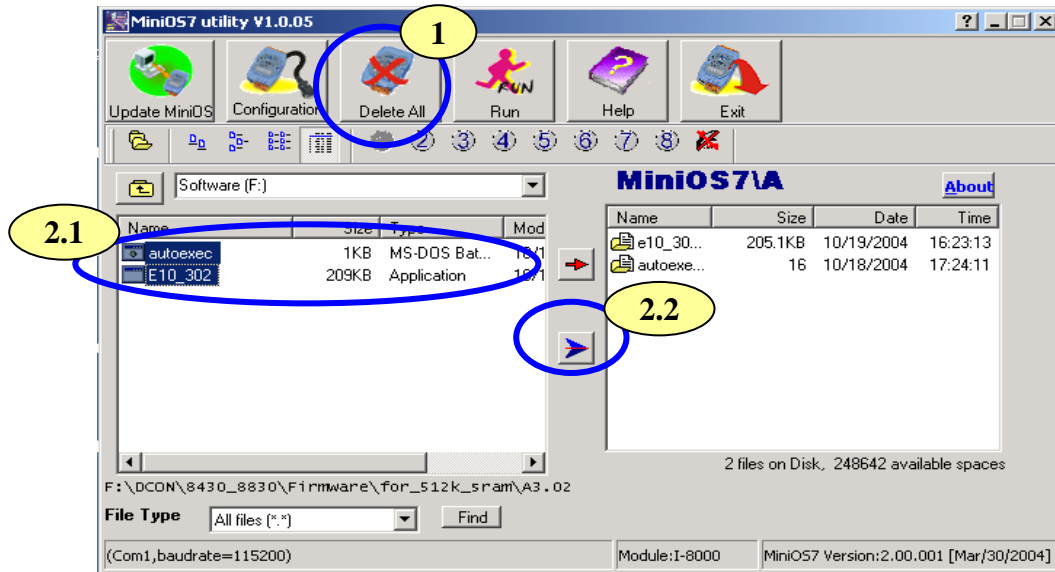 MiniOS7 utility V1.0.05
1
Update MiniOS Configuration Delete All Run Help Exit
2 3 4 5 6 7 8
Software (F:)
MiniOS7\A
About
2.1
Name Size Type Mod
autoexec 1KB MS-DOS Bat... 10/1
E10_302 209KB Application 10/1
Name Size Date Time
e10_30... 205.1KB 10/19/2004 16:23:13
autoexe... 16 10/18/2004 17:24:11
2.2
2 files on Disk, 248642 available spaces
F:\DCON\8430_8830\Firmware\for_512k_sram\A3.02
File Type All files (*.*) Find
(Com1,baudrate=115200) Module:I-8000 MiniOS7 Version:2.00.001 [Mar/30/2004]